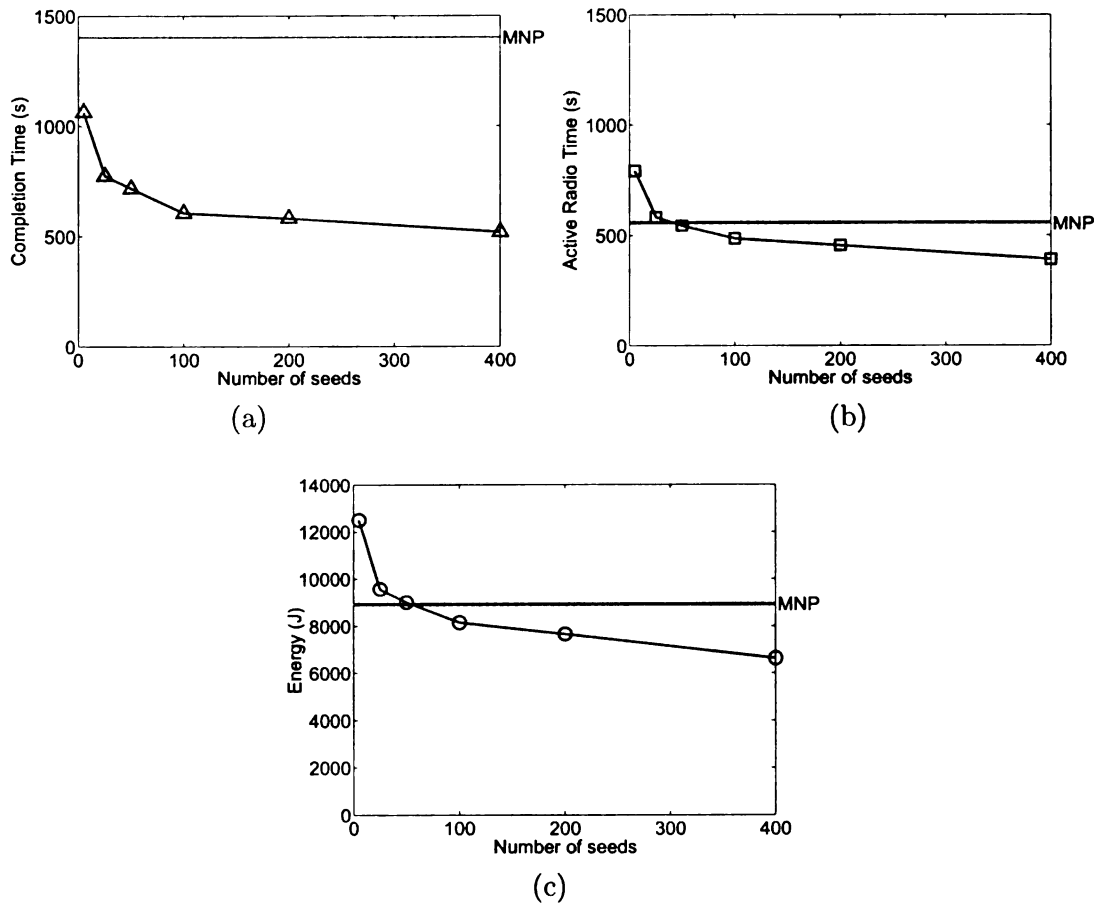 1500
1000
500
0
Completion Time (s)
MNP
0 100 200 300 400
Number of seeds
(a)
1500
1000
500
0
Active Radio Time (s)
MNP
0 100 200 300 400
Number of seeds
(b)
14000
12000
10000
8000
6000
4000
2000
0
Energy (J)
MNP
0 100 200 300 400
Number of seeds
(c)